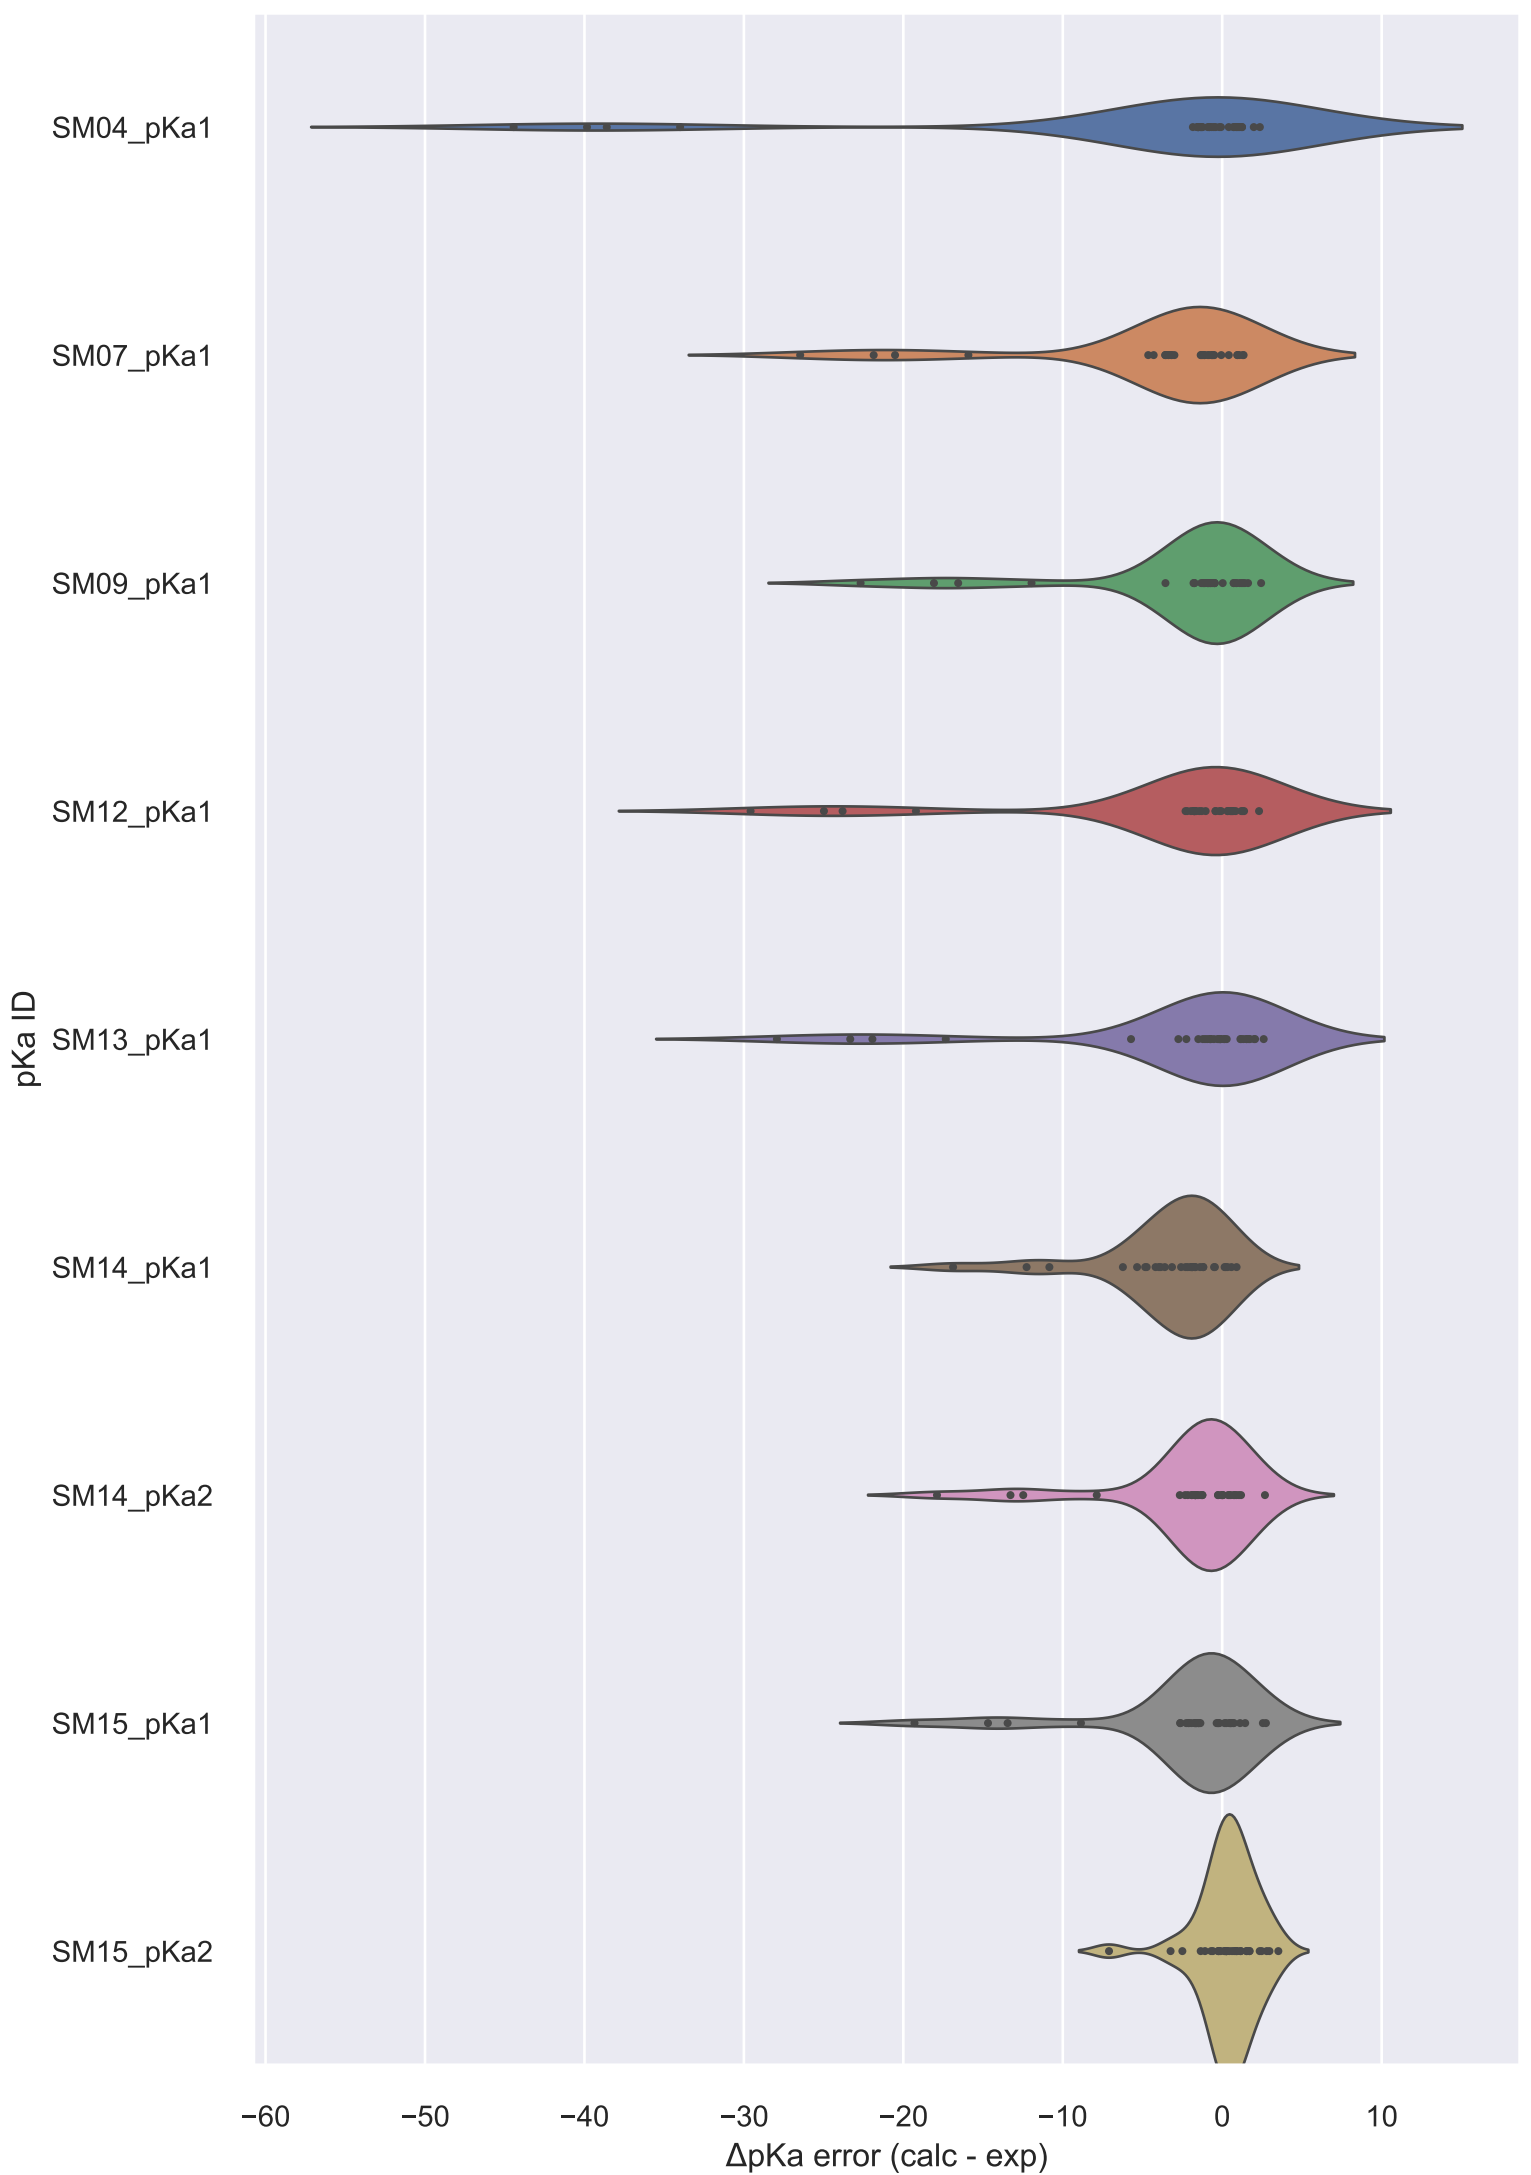 SM04_pKa1
SM07_pKa1
SM09_pKa1
SM12_pKa1
pKa ID
SM13_pKa1
SM14_pKa1
SM14_pKa2
SM15_pKa1
SM15_pKa2
−60 −50 −40 −30 −20 −10 0 10
ΔpKa error (calc - exp)